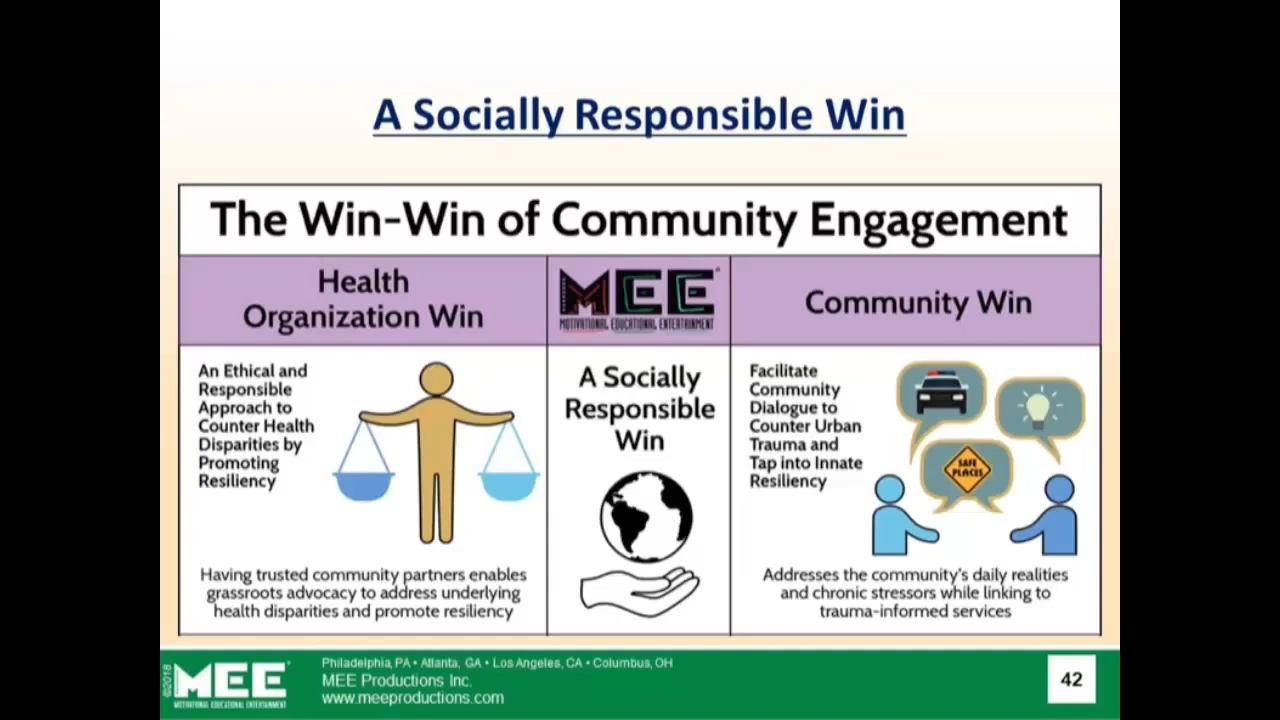 A Socially Responsible Win
The Win-Win of Community Engagement
Health
Organization Win
MEE
MOTIVATIONAL EDUCATIONAL ENTERTAINMENT
Community Win
An Ethical and
Responsible
Approach to
Counter Health
Disparities by
Promoting
Resiliency
Having trusted community partners enables
grassroots advocacy to address underlying
health disparities and promote resiliency
A Socially
Responsible
Win
Facilitate
Community
Dialogue to
Counter Urban
Trauma and
Tap into Innate
Resiliency
SAFE
PLACES
Addresses the community's daily realities
and chronic stressors while linking to
trauma-informed services
©2018
MEE
MOTIVATIONAL EDUCATIONAL ENTERTAINMENT
Philadelphia, PA • Atlanta, GA • Los Angeles, CA • Columbus, OH
MEE Productions Inc.
www.meeproductions.com
42